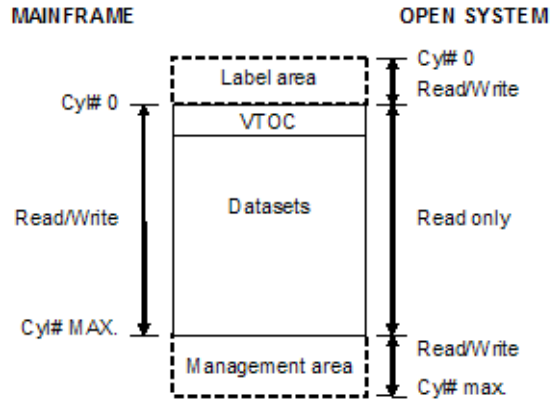 MAINFRAME
OPEN SYSTEM
Cyl# 0
Label area
Read/Write
Cyl# 0
VTOC
Datasets
Read/Write
Read only
Cyl# MAX.
Read/Write
Management area
Cyl# max.